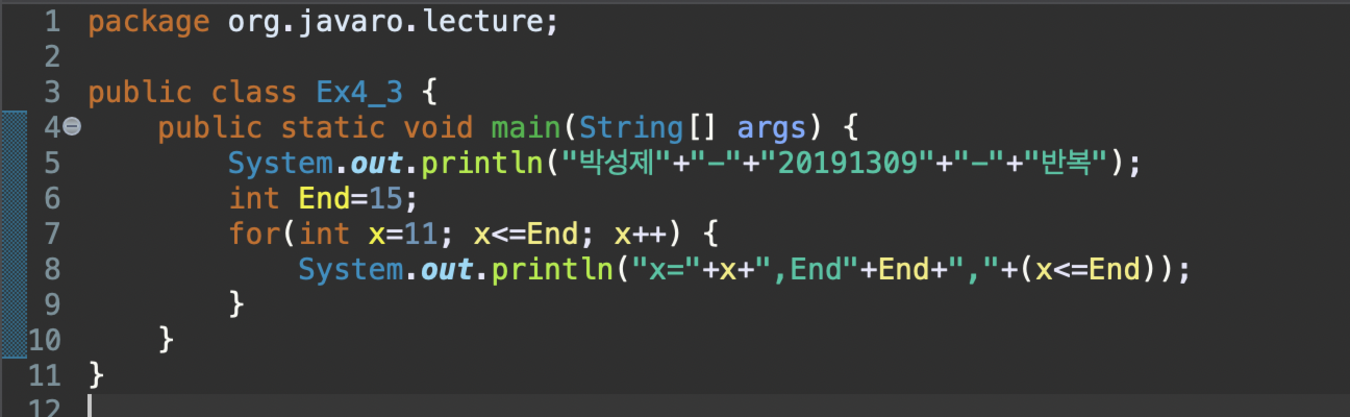 1 package org.javaro.lecture;
2
3 public class Ex4_3 {
4 public static void main(String[] args) {
5 System.out.println("박성제"+"-"+"20191309"+"-"+"반복");
6 int End=15;
7 for(int x=11; x<=End; x++) {
8 System.out.println("x="+x+",End"+End+","+(x<=End));
9 }
10 }
11 }
12